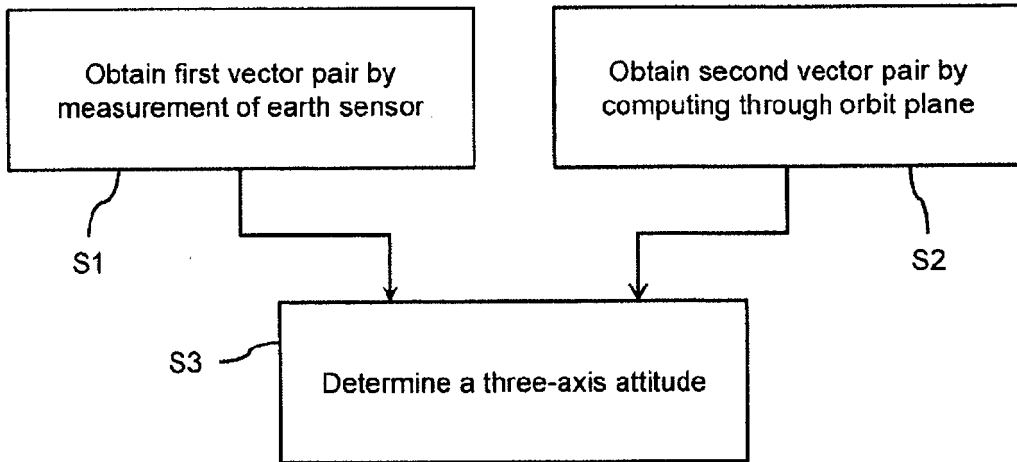 Obtain first vector pair by
measurement of earth sensor
Obtain second vector pair by
computing through orbit plane
S1
S2
S3
Determine a three-axis attitude